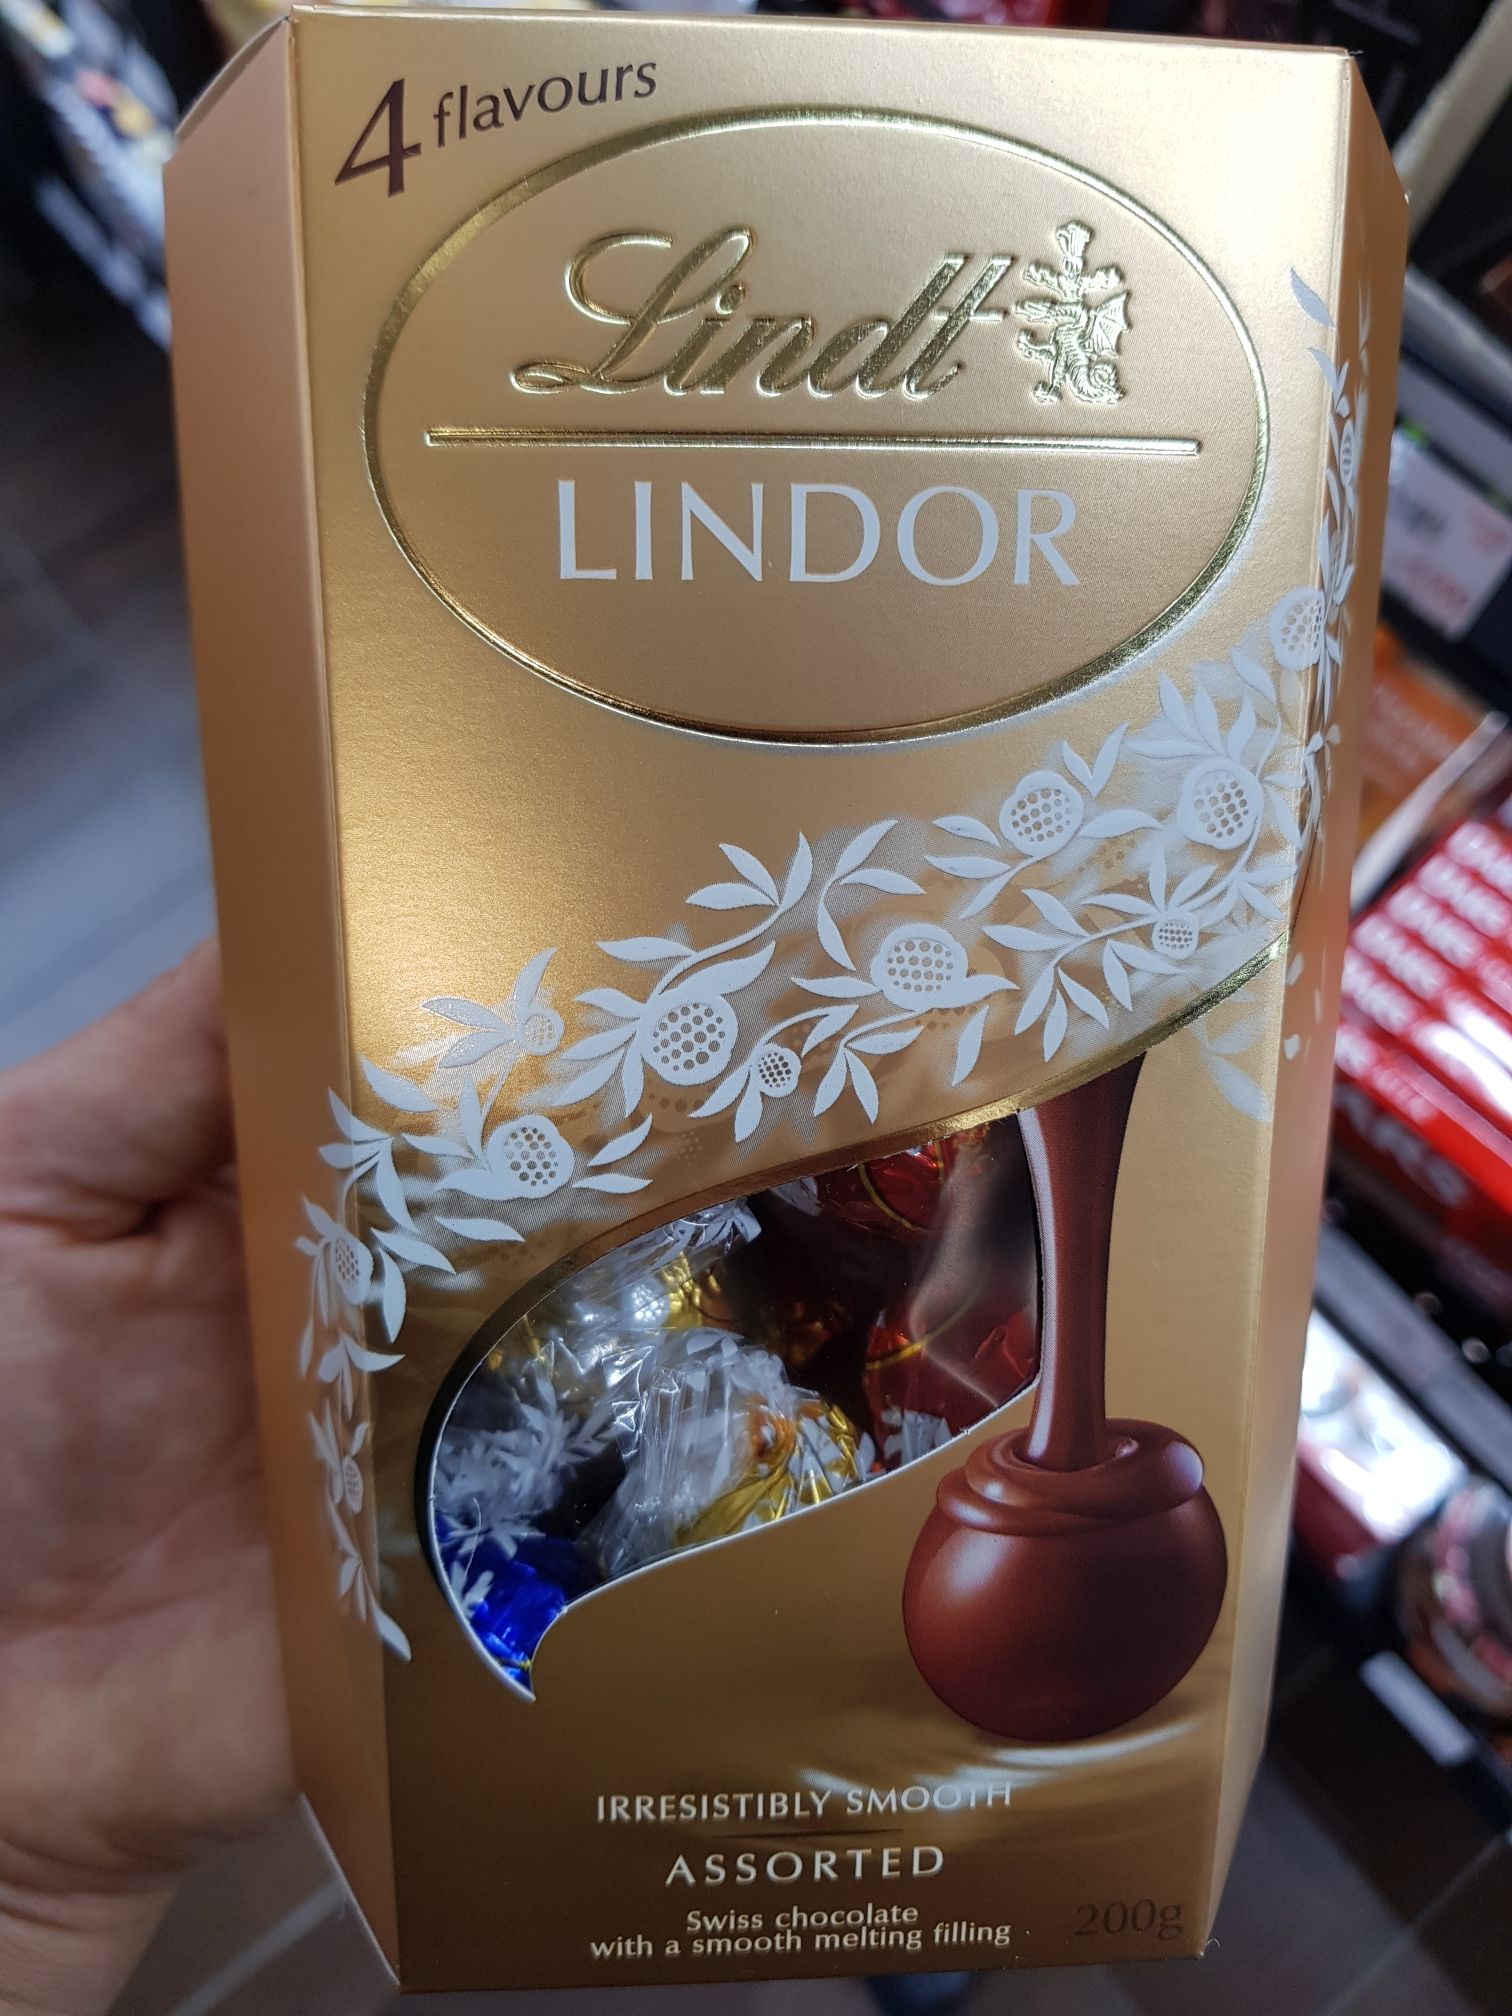 4 flavours
Lindt
LINDOR
IRRESISTIBLY SMOOTH
ASSORTED
Swiss chocolate
with a smooth melting filling
200g